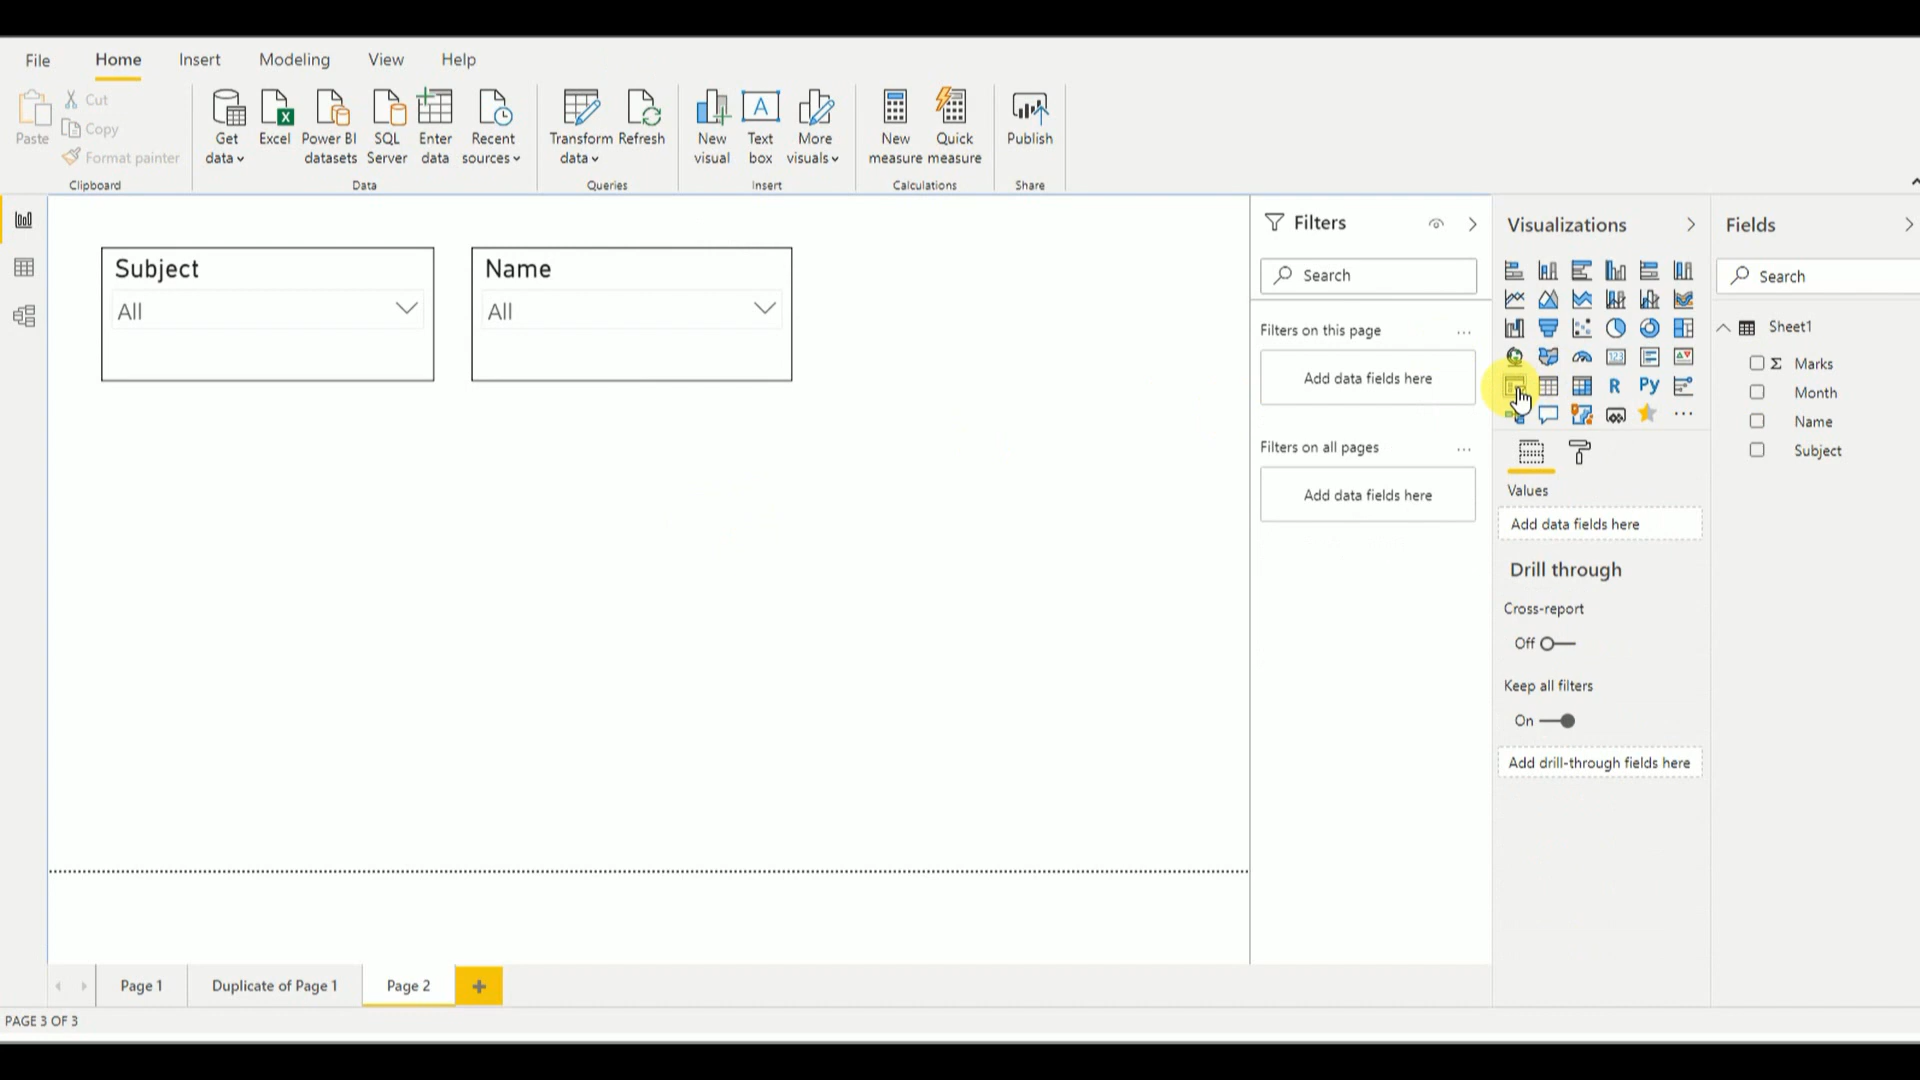 File Home Insert Modeling View Help
Paste
Cut
Copy
Format painter
Clipboard
Get data
Excel
Power BI datasets
SQL Server
Enter data
Recent sources
Data
Transform data
Refresh
Queries
New visual
Text box
More visuals
Insert
New measure
Quick measure
Calculations
Publish
Share
Subject
All
Name
All
Filters
Search
Filters on this page
Add data fields here
Filters on all pages
Add data fields here
Visualizations
123
R
Py
Values
Add data fields here
Drill through
Cross-report
Off
Keep all filters
On
Add drill-through fields here
Fields
Search
Sheet1
Σ Marks
Month
Name
Subject
Page 1
Duplicate of Page 1
Page 2
PAGE 3 OF 3